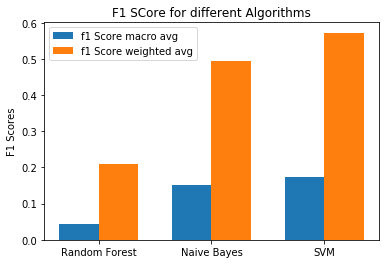 F1 SCore for different Algorithms
f1 Score macro avg
f1 Score weighted avg
F1 Scores
0.6
0.5
0.4
0.3
0.2
0.1
0.0
Random Forest
Naive Bayes
SVM